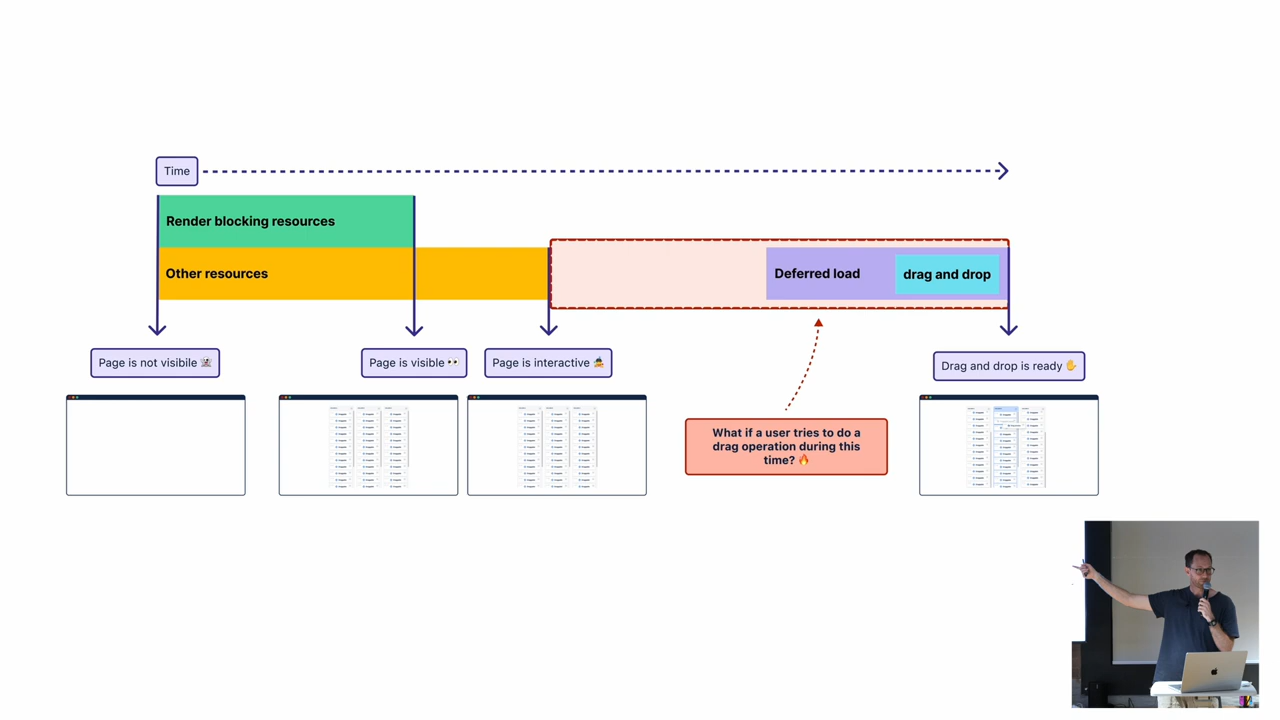 Time
Render blocking resources
Other resources
Deferred load
drag and drop
Page is not visibile 👻
Page is visible 👀
Page is interactive
Drag and drop is ready ✋
What if a user tries to do a
drag operation during this
time? 🔥